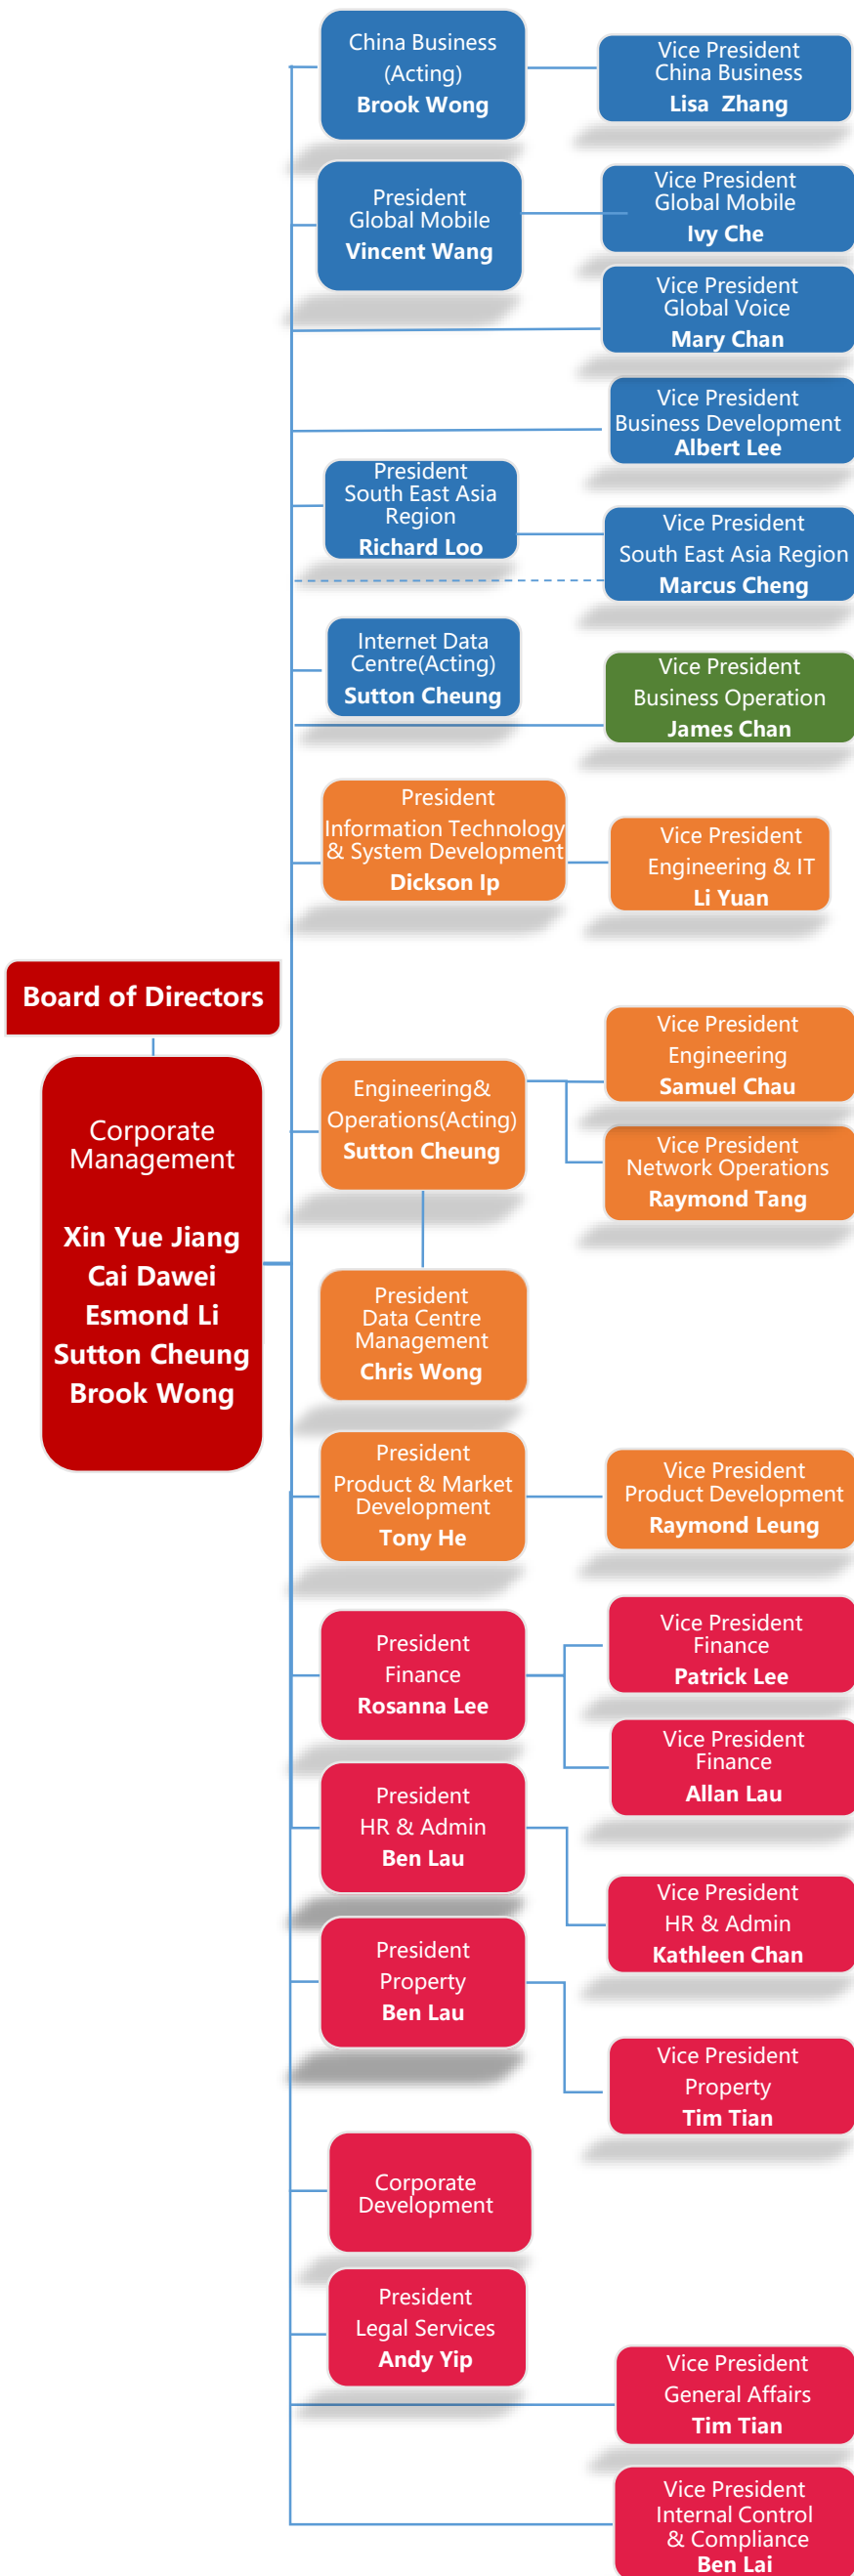 China Business
(Acting)
Brook Wong
Vice President
China Business
Lisa Zhang
President
Global Mobile
Vincent Wang
Vice President
Global Mobile
Ivy Che
Vice President
Global Voice
Mary Chan
Vice President
Business Development
Albert Lee
President
South East Asia
Region
Richard Loo
Vice President
South East Asia Region
Marcus Cheng
Internet Data
Centre(Acting)
Sutton Cheung
Vice President
Business Operation
James Chan
President
Information Technology
& System Development
Dickson Ip
Vice President
Engineering & IT
Li Yuan
Board of Directors
Corporate
Management
Xin Yue Jiang
Cai Dawei
Esmond Li
Sutton Cheung
Brook Wong
Engineering&
Operations(Acting)
Sutton Cheung
Vice President
Engineering
Samuel Chau
Vice President
Network Operations
Raymond Tang
President
Data Centre
Management
Chris Wong
President
Product & Market
Development
Tony He
Vice President
Product Development
Raymond Leung
President
Finance
Rosanna Lee
Vice President
Finance
Patrick Lee
Vice President
Finance
Allan Lau
President
HR & Admin
Ben Lau
Vice President
HR & Admin
Kathleen Chan
President
Property
Ben Lau
Vice President
Property
Tim Tian
Corporate
Development
President
Legal Services
Andy Yip
Vice President
General Affairs
Tim Tian
Vice President
Internal Control
& Compliance
Ben Lai